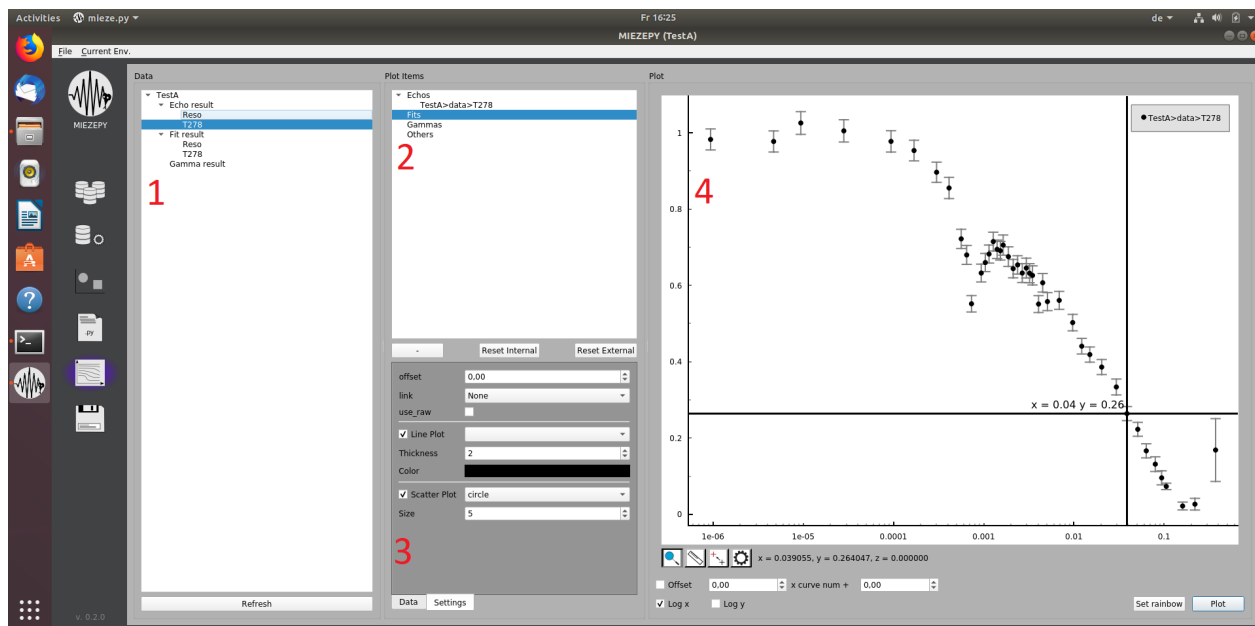 Activities mieze.py Fr 16:25 de
MIEZEPY (TestA)
File Current Env.
MIEZEPY
v. 0.2.0
Data
TestA
Echo result
Reso
T278
Fit result
Reso
T278
Gamma result
1
Refresh
Plot Items
Echos
TestA>data>T278
Fits
Gammas
Others
2
- Reset Internal Reset External
offset 0,00
link None
use_raw
Line Plot
Thickness 2
Color
Scatter Plot circle
Size 5
3
Data Settings
Plot
TestA>data>T278
4
1
0.8
0.6
0.4
0.2
0
x = 0.04 y = 0.26
1e-06 1e-05 0.0001 0.001 0.01 0.1
x = 0.039055, y = 0.264047, z = 0.000000
Offset 0,00 x curve num + 0,00
Log x Log y Set rainbow Plot
.PY